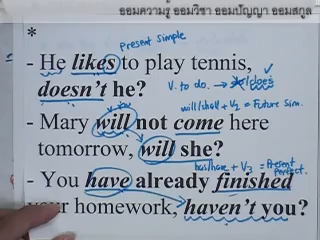 ออมความรู้ ออมวิชา ออมปัญญา ออมสกูล
*
Present Simple
- He likes to play tennis,
doesn't he?
V. to do. → do/does
will/shall + V1 = Future Sim.
- Mary will not come here
tomorrow, will she?
has/have + V3 = Present Perfect.
- You have already finished
your homework, haven't you?